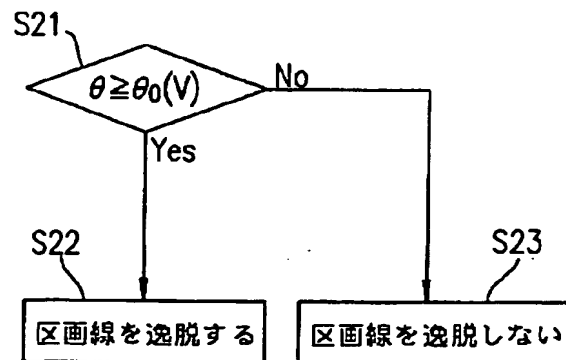 S21
θ≧θ0(V)
No
Yes
S22
S23
区画線を逸脱する
区画線を逸脱しない